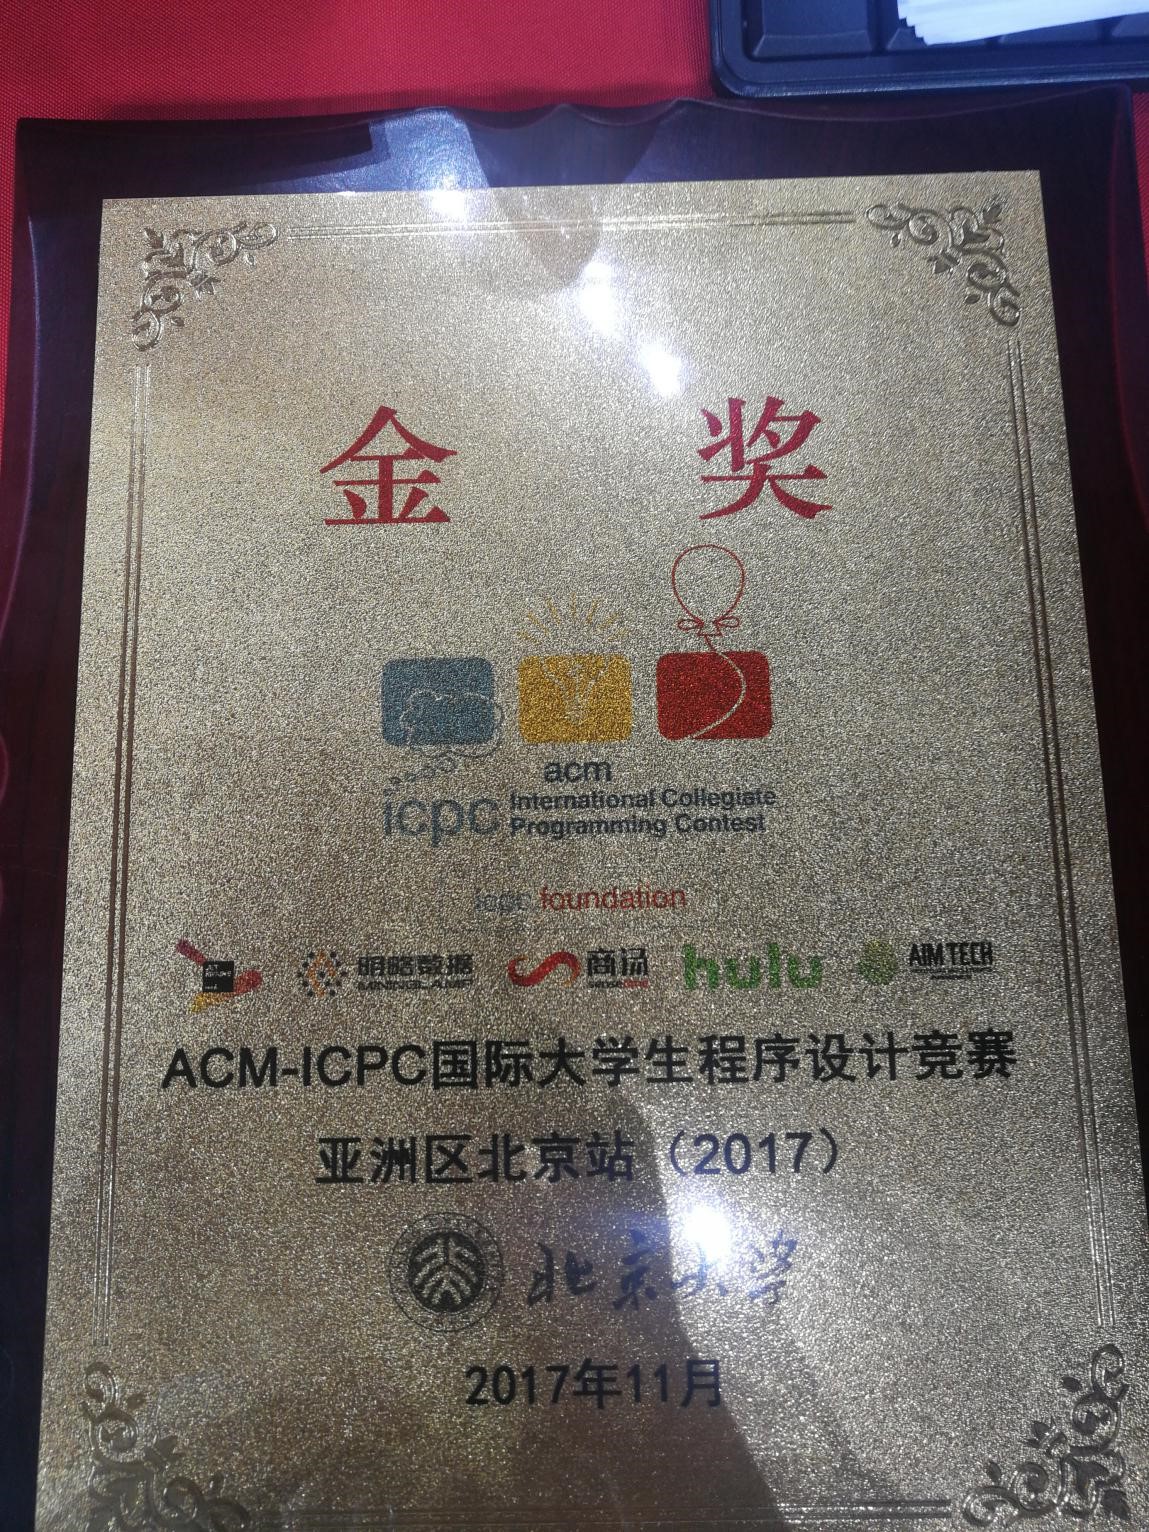 金 奖
acm
icpc International Collegiate
Programming Contest
icpc.foundation
明略数据 商汤 hulu AIM TECH
MININGLAMP sensetime
ACM-ICPC国际大学生程序设计竞赛
亚洲区北京站（2017）
北京大学
2017年11月